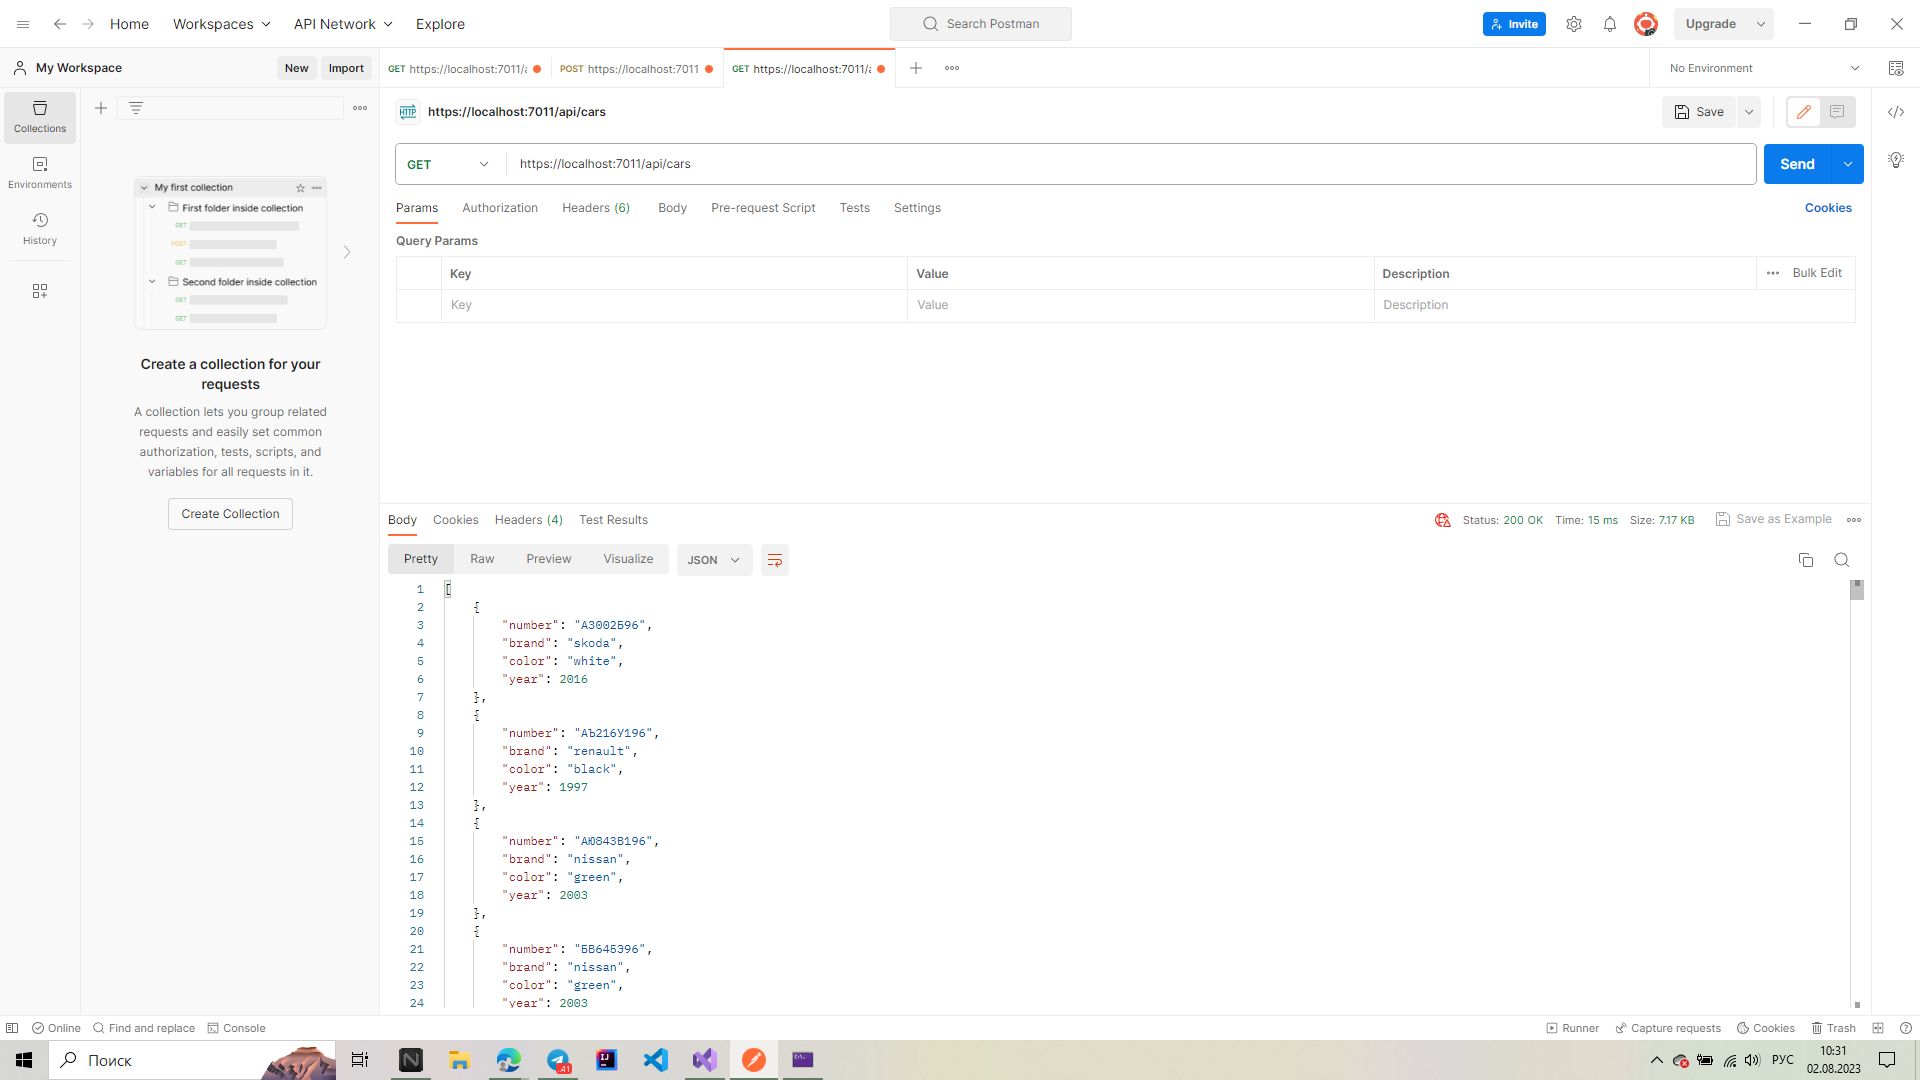 Home
Workspaces
API Network
Explore
Search Postman
Invite
Upgrade
My Workspace
New
Import
GET https://localhost:7011/a
POST https://localhost:7011
GET https://localhost:7011/a
No Environment
Collections
Environments
History
My first collection
First folder inside collection
GET
POST
GET
Second folder inside collection
GET
GET
Create a collection for your
requests
A collection lets you group related
requests and easily set common
authorization, tests, scripts, and
variables for all requests in it.
Create Collection
HTTP https://localhost:7011/api/cars
Save
GET https://localhost:7011/api/cars
Send
Params Authorization Headers (6) Body Pre-request Script Tests Settings
Cookies
Query Params
Key Value Description Bulk Edit
Key Value Description
Body Cookies Headers (4) Test Results
Status: 200 OK Time: 15 ms Size: 7.17 KB
Save as Example
Pretty Raw Preview Visualize JSON
1 [
2 {
3 "number": "АЗ002Б96",
4 "brand": "skoda",
5 "color": "white",
6 "year": 2016
7 },
8 {
9 "number": "АЪ216У196",
10 "brand": "renault",
11 "color": "black",
12 "year": 1997
13 },
14 {
15 "number": "АЮ843В196",
16 "brand": "nissan",
17 "color": "green",
18 "year": 2003
19 },
20 {
21 "number": "БВ645З96",
22 "brand": "nissan",
23 "color": "green",
24 "year": 2003
Online Find and replace Console
Runner Capture requests Cookies Trash
Поиск
41
РУС
10:31
02.08.2023